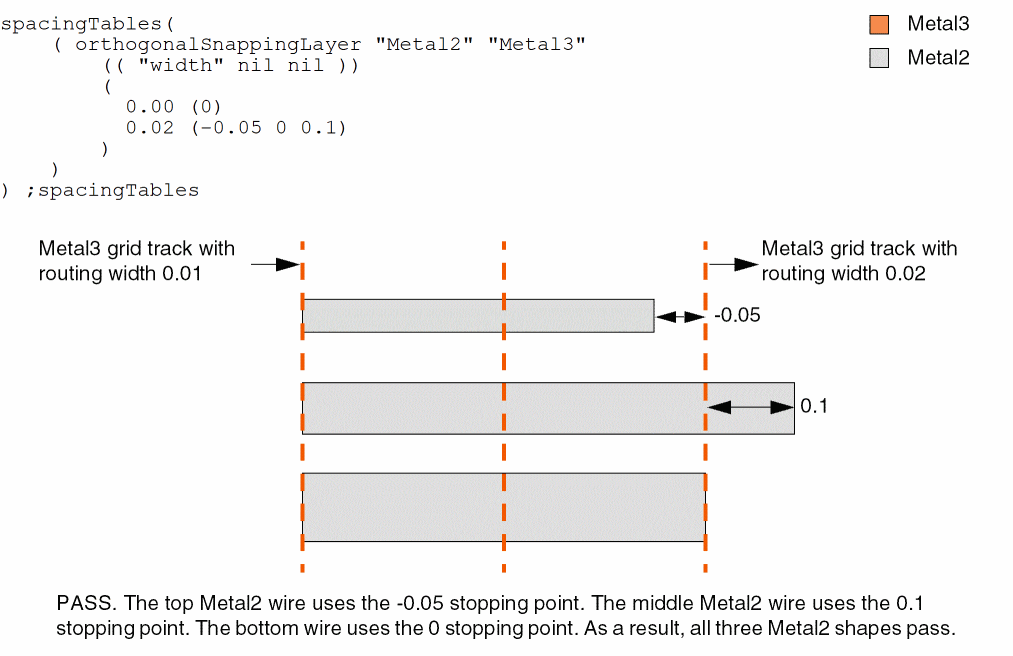 spacingTables(
( orthogonalSnappingLayer "Metal2" "Metal3"
(( "width" nil nil ))
(
0.00 (0)
0.02 (-0.05 0 0.1)
)
)
) ;spacingTables
Metal3
Metal2
Metal3 grid track with
routing width 0.01
Metal3 grid track with
routing width 0.02
-0.05
0.1
PASS. The top Metal2 wire uses the -0.05 stopping point. The middle Metal2 wire uses the 0.1
stopping point. The bottom wire uses the 0 stopping point. As a result, all three Metal2 shapes pass.